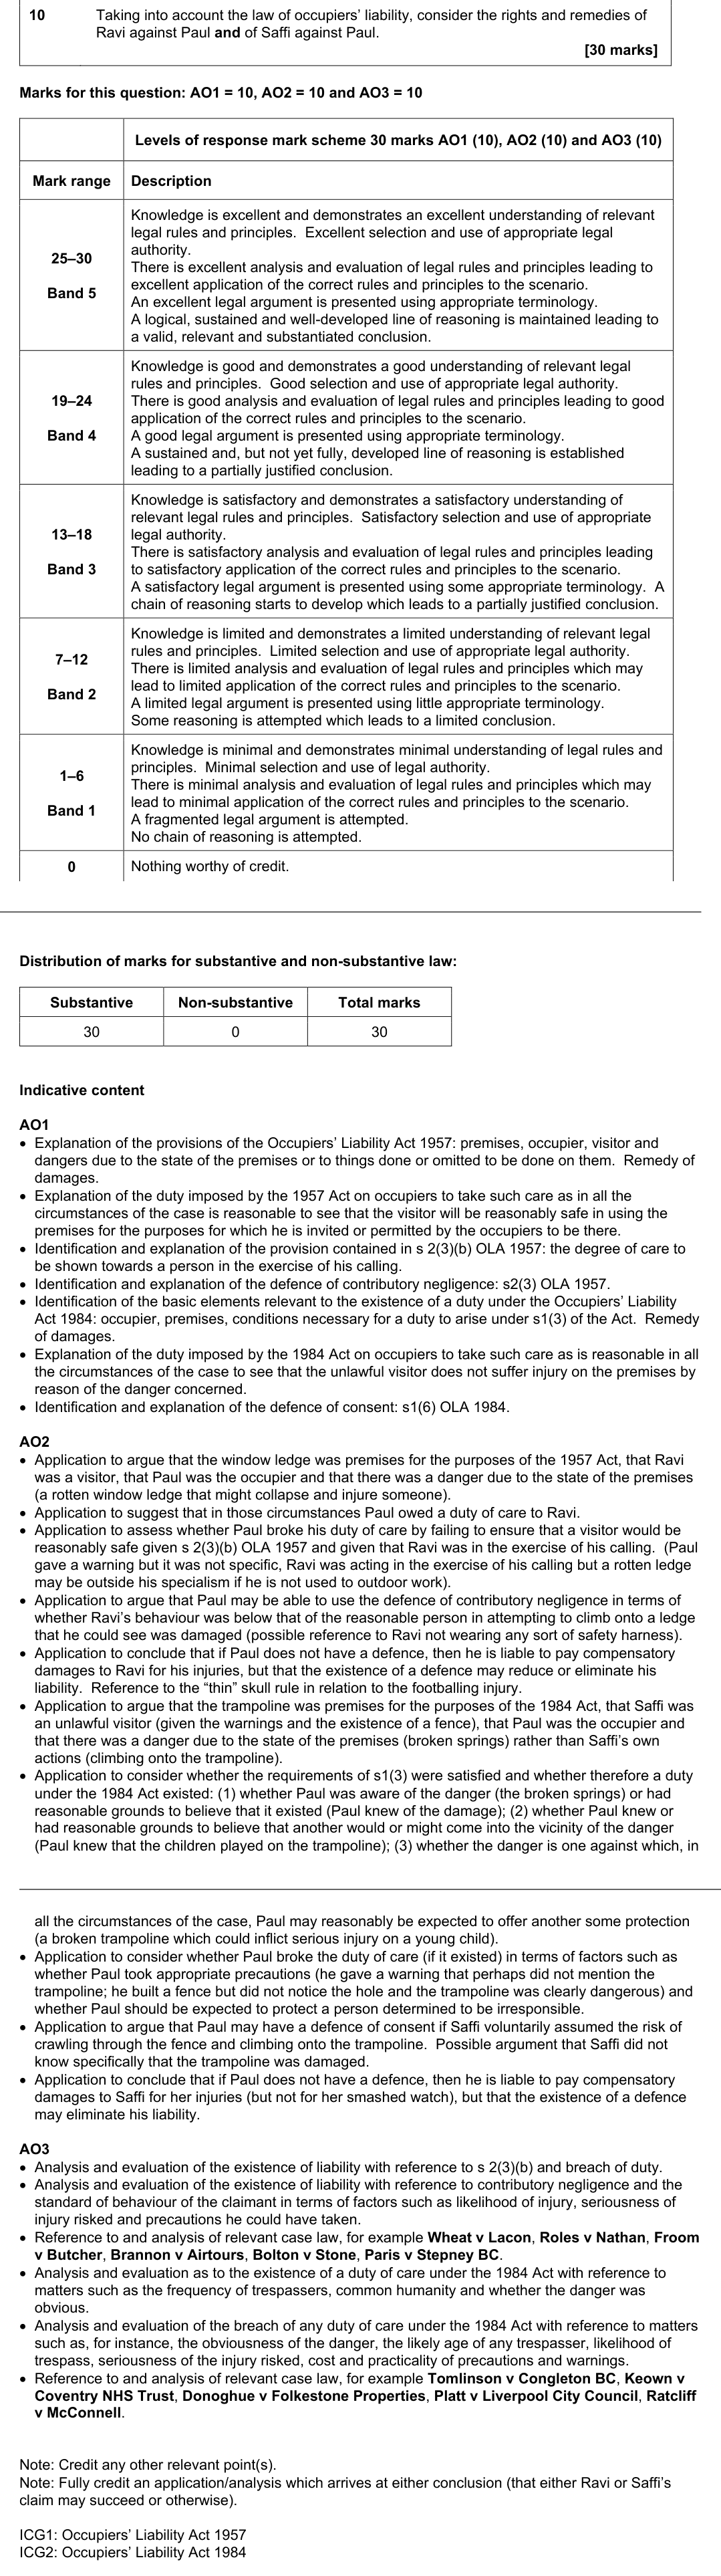 10 Taking into account the law of occupiers’ liability, consider the rights and remedies of
Ravi against Paul and of Saffi against Paul.
[30 marks]
Marks for this question: AO1 = 10, AO2 = 10 and AO3 = 10
Levels of response mark scheme 30 marks AO1 (10), AO2 (10) and AO3 (10)
Mark range Description
25–30
Band 5
Knowledge is excellent and demonstrates an excellent understanding of relevant
legal rules and principles. Excellent selection and use of appropriate legal
authority.
There is excellent analysis and evaluation of legal rules and principles leading to
excellent application of the correct rules and principles to the scenario.
An excellent legal argument is presented using appropriate terminology.
A logical, sustained and well-developed line of reasoning is maintained leading to
a valid, relevant and substantiated conclusion.
19–24
Band 4
Knowledge is good and demonstrates a good understanding of relevant legal
rules and principles. Good selection and use of appropriate legal authority.
There is good analysis and evaluation of legal rules and principles leading to good
application of the correct rules and principles to the scenario.
A good legal argument is presented using appropriate terminology.
A sustained and, but not yet fully, developed line of reasoning is established
leading to a partially justified conclusion.
13–18
Band 3
Knowledge is satisfactory and demonstrates a satisfactory understanding of
relevant legal rules and principles. Satisfactory selection and use of appropriate
legal authority.
There is satisfactory analysis and evaluation of legal rules and principles leading
to satisfactory application of the correct rules and principles to the scenario.
A satisfactory legal argument is presented using some appropriate terminology. A
chain of reasoning starts to develop which leads to a partially justified conclusion.
7–12
Band 2
Knowledge is limited and demonstrates a limited understanding of relevant legal
rules and principles. Limited selection and use of appropriate legal authority.
There is limited analysis and evaluation of legal rules and principles which may
lead to limited application of the correct rules and principles to the scenario.
A limited legal argument is presented using little appropriate terminology.
Some reasoning is attempted which leads to a limited conclusion.
1–6
Band 1
Knowledge is minimal and demonstrates minimal understanding of legal rules and
principles. Minimal selection and use of legal authority.
There is minimal analysis and evaluation of legal rules and principles which may
lead to minimal application of the correct rules and principles to the scenario.
A fragmented legal argument is attempted.
No chain of reasoning is attempted.
0 Nothing worthy of credit.
Distribution of marks for substantive and non-substantive law:
Substantive Non-substantive Total marks
30 0 30
Indicative content
AO1
• Explanation of the provisions of the Occupiers’ Liability Act 1957: premises, occupier, visitor and
dangers due to the state of the premises or to things done or omitted to be done on them. Remedy of
damages.
• Explanation of the duty imposed by the 1957 Act on occupiers to take such care as in all the
circumstances of the case is reasonable to see that the visitor will be reasonably safe in using the
premises for the purposes for which he is invited or permitted by the occupiers to be there.
• Identification and explanation of the provision contained in s 2(3)(b) OLA 1957: the degree of care to
be shown towards a person in the exercise of his calling.
• Identification and explanation of the defence of contributory negligence: s2(3) OLA 1957.
• Identification of the basic elements relevant to the existence of a duty under the Occupiers’ Liability
Act 1984: occupier, premises, conditions necessary for a duty to arise under s1(3) of the Act. Remedy
of damages.
• Explanation of the duty imposed by the 1984 Act on occupiers to take such care as is reasonable in all
the circumstances of the case to see that the unlawful visitor does not suffer injury on the premises by
reason of the danger concerned.
• Identification and explanation of the defence of consent: s1(6) OLA 1984.
AO2
• Application to argue that the window ledge was premises for the purposes of the 1957 Act, that Ravi
was a visitor, that Paul was the occupier and that there was a danger due to the state of the premises
(a rotten window ledge that might collapse and injure someone).
• Application to suggest that in those circumstances Paul owed a duty of care to Ravi.
• Application to assess whether Paul broke his duty of care by failing to ensure that a visitor would be
reasonably safe given s 2(3)(b) OLA 1957 and given that Ravi was in the exercise of his calling. (Paul
gave a warning but it was not specific, Ravi was acting in the exercise of his calling but a rotten ledge
may be outside his specialism if he is not used to outdoor work).
• Application to argue that Paul may be able to use the defence of contributory negligence in terms of
whether Ravi’s behaviour was below that of the reasonable person in attempting to climb onto a ledge
that he could see was damaged (possible reference to Ravi not wearing any sort of safety harness).
• Application to conclude that if Paul does not have a defence, then he is liable to pay compensatory
damages to Ravi for his injuries, but that the existence of a defence may reduce or eliminate his
liability. Reference to the “thin” skull rule in relation to the footballing injury.
• Application to argue that the trampoline was premises for the purposes of the 1984 Act, that Saffi was
an unlawful visitor (given the warnings and the existence of a fence), that Paul was the occupier and
that there was a danger due to the state of the premises (broken springs) rather than Saffi’s own
actions (climbing onto the trampoline).
• Application to consider whether the requirements of s1(3) were satisfied and whether therefore a duty
under the 1984 Act existed: (1) whether Paul was aware of the danger (the broken springs) or had
reasonable grounds to believe that it existed (Paul knew of the damage); (2) whether Paul knew or
had reasonable grounds to believe that another would or might come into the vicinity of the danger
(Paul knew that the children played on the trampoline); (3) whether the danger is one against which, in
all the circumstances of the case, Paul may reasonably be expected to offer another some protection
(a broken trampoline which could inflict serious injury on a young child).
• Application to consider whether Paul broke the duty of care (if it existed) in terms of factors such as
whether Paul took appropriate precautions (he gave a warning that perhaps did not mention the
trampoline; he built a fence but did not notice the hole and the trampoline was clearly dangerous) and
whether Paul should be expected to protect a person determined to be irresponsible.
• Application to argue that Paul may have a defence of consent if Saffi voluntarily assumed the risk of
crawling through the fence and climbing onto the trampoline. Possible argument that Saffi did not
know specifically that the trampoline was damaged.
• Application to conclude that if Paul does not have a defence, then he is liable to pay compensatory
damages to Saffi for her injuries (but not for her smashed watch), but that the existence of a defence
may eliminate his liability.
AO3
• Analysis and evaluation of the existence of liability with reference to s 2(3)(b) and breach of duty.
• Analysis and evaluation of the existence of liability with reference to contributory negligence and the
standard of behaviour of the claimant in terms of factors such as likelihood of injury, seriousness of
injury risked and precautions he could have taken.
• Reference to and analysis of relevant case law, for example Wheat v Lacon, Roles v Nathan, Froom
v Butcher, Brannon v Airtours, Bolton v Stone, Paris v Stepney BC.
• Analysis and evaluation as to the existence of a duty of care under the 1984 Act with reference to
matters such as the frequency of trespassers, common humanity and whether the danger was
obvious.
• Analysis and evaluation of the breach of any duty of care under the 1984 Act with reference to matters
such as, for instance, the obviousness of the danger, the likely age of any trespasser, likelihood of
trespass, seriousness of the injury risked, cost and practicality of precautions and warnings.
• Reference to and analysis of relevant case law, for example Tomlinson v Congleton BC, Keown v
Coventry NHS Trust, Donoghue v Folkestone Properties, Platt v Liverpool City Council, Ratcliff
v McConnell.
Note: Credit any other relevant point(s).
Note: Fully credit an application/analysis which arrives at either conclusion (that either Ravi or Saffi’s
claim may succeed or otherwise).
ICG1: Occupiers’ Liability Act 1957
ICG2: Occupiers’ Liability Act 1984